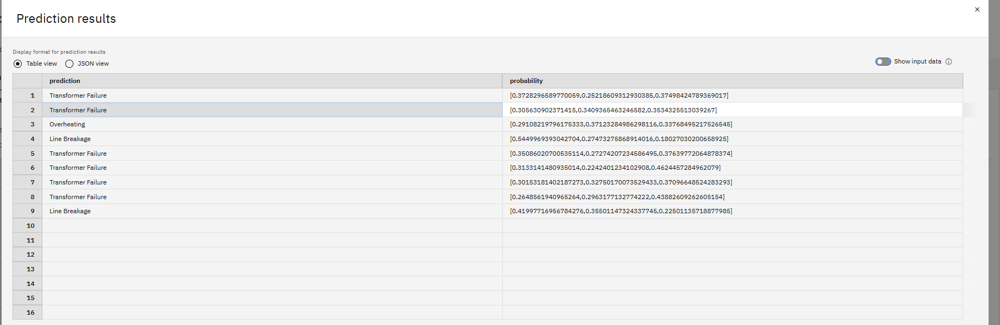 Prediction results
Display format for prediction results
Table view JSON view Show input data
prediction probability
1 Transformer Failure [0.3728296589770059,0.25218609312930385,0.37498424789369017]
2 Transformer Failure [0.305630902371415,0.3409365463246582,0.3534325513039267]
3 Overheating [0.29108219796175333,0.37123284986298116,0.33768495217526545]
4 Line Breakage [0.5449969393042704,0.27473275868914016,0.18027030200658925]
5 Transformer Failure [0.35086020700535114,0.27274207234586495,0.37639772064878374]
6 Transformer Failure [0.3133141480935014,0.2242401234102908,0.4624457284962079]
7 Transformer Failure [0.30153181402187273,0.32750170073529433,0.37096648524283293]
8 Transformer Failure [0.2648561940965264,0.2963177132774222,0.43882609262605154]
9 Line Breakage [0.41997716956784276,0.35501147324337745,0.22501135718877985]
10
11
12
13
14
15
16